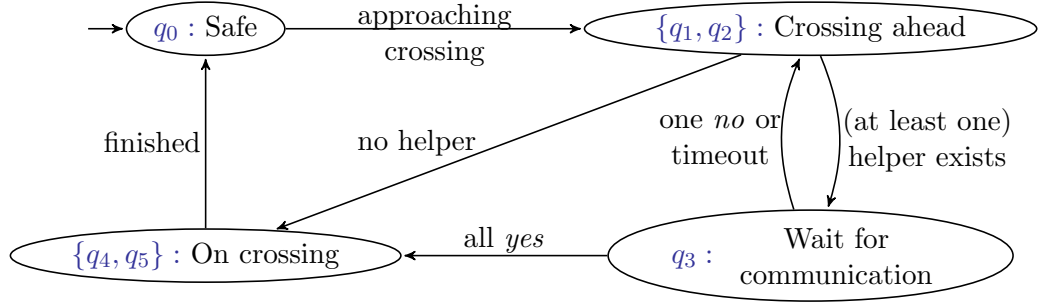 q₀ : Safe
approaching
crossing
{q₁, q₂} : Crossing ahead
finished
no helper
one no or
timeout
(at least one)
helper exists
{q₄, q₅} : On crossing
all yes
q₃ :
Wait for
communication